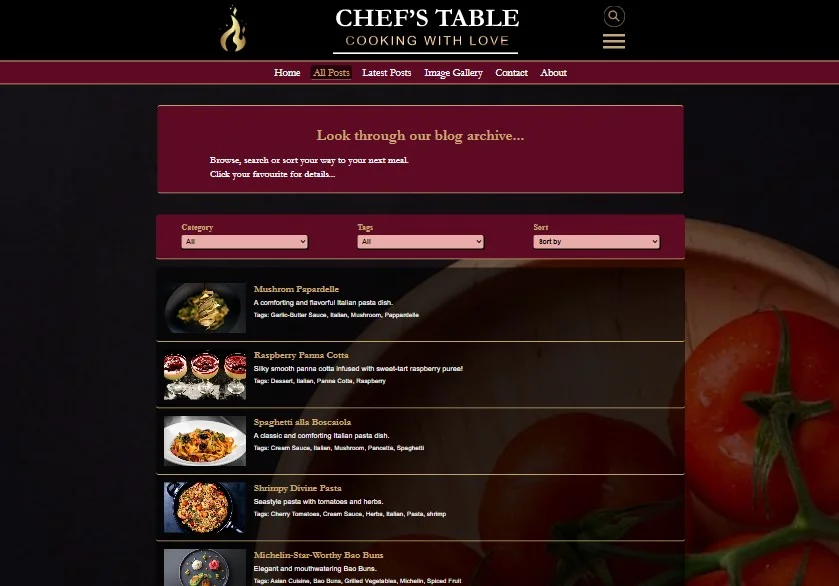 CHEF'S TABLE
COOKING WITH LOVE
Home All Posts Latest Posts Image Gallery Contact About
Look through our blog archive...
Browse, search or sort your way to your next meal.
Click your favourite for details...
Category Tags Sort
All All Sort by
Mushrom Papardelle
A comforting and flavorful Italian pasta dish.
Tags: Garlic-Butter Sauce, Italian, Mushroom, Pappardelle
Raspberry Panna Cotta
Silky smooth panna cotta infused with sweet-tart raspberry puree!
Tags: Dessert, Italian, Panna Cotta, Raspberry
Spaghetti alla Boscaiola
A classic and comforting Italian pasta dish.
Tags: Cream Sauce, Italian, Mushroom, Pancetta, Spaghetti
Shrimpy Divine Pasta
Seastyle pasta with tomatoes and herbs.
Tags: Cherry Tomatoes, Cream Sauce, Herbs, Italian, Pasta, shrimp
Michelin-Star-Worthy Bao Buns
Elegant and mouthwatering Bao Buns.
Tags: Asian Cuisine, Bao Buns, Grilled Vegetables, Michelin, Spiced Fruit